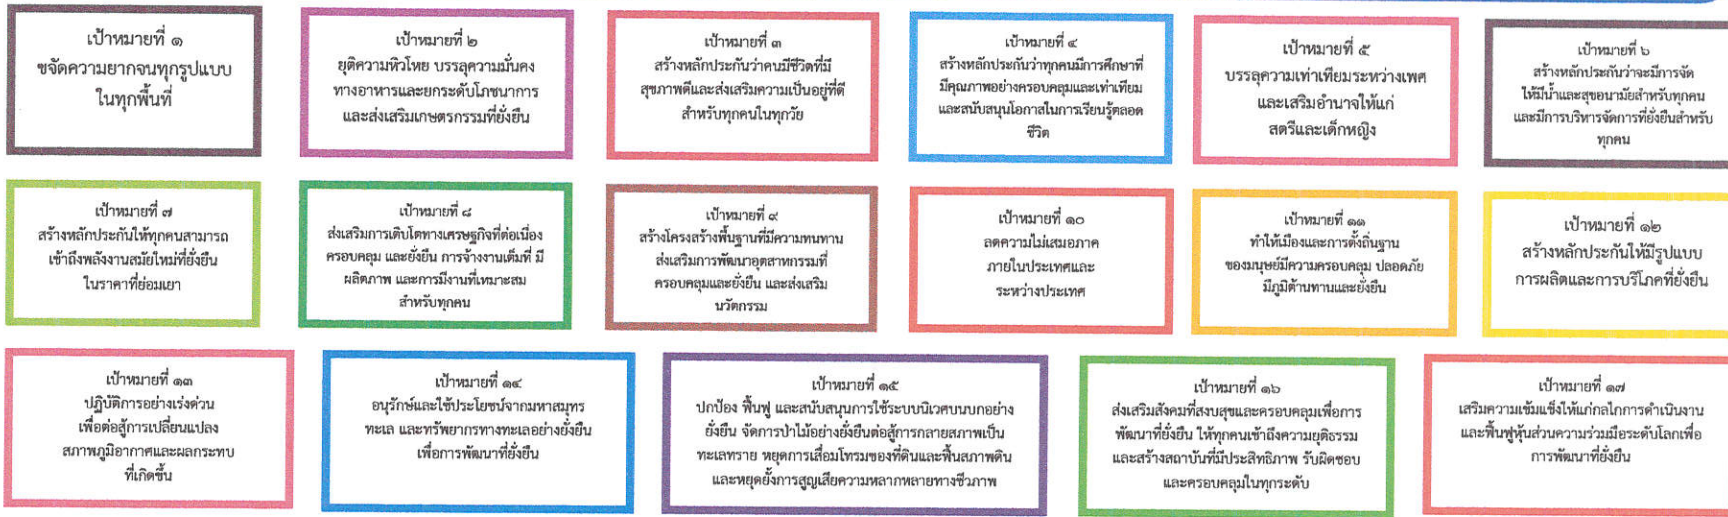 เป้าหมายที่ ๑
ขจัดความยากจนทุกรูปแบบ
ในทุกพื้นที่
เป้าหมายที่ ๒
ยุติความหิวโหย บรรลุความมั่นคง
ทางอาหารและยกระดับโภชนาการ
และส่งเสริมเกษตรกรรมที่ยั่งยืน
เป้าหมายที่ ๓
สร้างหลักประกันว่าคนมีชีวิตที่มี
สุขภาพดีและส่งเสริมความเป็นอยู่ที่ดี
สำหรับทุกคนในทุกวัย
เป้าหมายที่ ๔
สร้างหลักประกันว่าทุกคนมีการศึกษาที่
มีคุณภาพอย่างครอบคลุมและเท่าเทียม
และสนับสนุนโอกาสในการเรียนรู้ตลอด
ชีวิต
เป้าหมายที่ ๕
บรรลุความเท่าเทียมระหว่างเพศ
และเสริมอำนาจให้แก่
สตรีและเด็กหญิง
เป้าหมายที่ ๖
สร้างหลักประกันว่าจะมีการจัด
ให้มีน้ำและสุขอนามัยสำหรับทุกคน
และมีการบริหารจัดการที่ยั่งยืนสำหรับ
ทุกคน
เป้าหมายที่ ๗
สร้างหลักประกันให้ทุกคนสามารถ
เข้าถึงพลังงานสมัยใหม่ที่ยั่งยืน
ในราคาที่ย่อมเยา
เป้าหมายที่ ๘
ส่งเสริมการเติบโตทางเศรษฐกิจที่ต่อเนื่อง
ครอบคลุม และยั่งยืน การจ้างงานเต็มที่ มี
ผลิตภาพ และการมีงานที่เหมาะสม
สำหรับทุกคน
เป้าหมายที่ ๙
สร้างโครงสร้างพื้นฐานที่มีความทนทาน
ส่งเสริมการพัฒนาอุตสาหกรรมที่
ครอบคลุมและยั่งยืน และส่งเสริม
นวัตกรรม
เป้าหมายที่ ๑๐
ลดความไม่เสมอภาค
ภายในประเทศและ
ระหว่างประเทศ
เป้าหมายที่ ๑๑
ทำให้เมืองและการตั้งถิ่นฐาน
ของมนุษย์มีความครอบคลุม ปลอดภัย
มีภูมิต้านทานและยั่งยืน
เป้าหมายที่ ๑๒
สร้างหลักประกันให้มีรูปแบบ
การผลิตและการบริโภคที่ยั่งยืน
เป้าหมายที่ ๑๓
ปฏิบัติการอย่างเร่งด่วน
เพื่อต่อสู้การเปลี่ยนแปลง
สภาพภูมิอากาศและผลกระทบ
ที่เกิดขึ้น
เป้าหมายที่ ๑๔
อนุรักษ์และใช้ประโยชน์จากมหาสมุทร
ทะเล และทรัพยากรทางทะเลอย่างยั่งยืน
เพื่อการพัฒนาที่ยั่งยืน
เป้าหมายที่ ๑๕
ปกป้อง ฟื้นฟู และสนับสนุนการใช้ระบบนิเวศบนบกอย่าง
ยั่งยืน จัดการป่าไม้อย่างยั่งยืนต่อสู้การกลายสภาพเป็น
ทะเลทราย หยุดการเสื่อมโทรมของที่ดินและฟื้นสภาพดิน
และหยุดยั้งการสูญเสียความหลากหลายทางชีวภาพ
เป้าหมายที่ ๑๖
ส่งเสริมสังคมที่สงบสุขและครอบคลุมเพื่อการ
พัฒนาที่ยั่งยืน ให้ทุกคนเข้าถึงความยุติธรรม
และสร้างสถาบันที่มีประสิทธิภาพ รับผิดชอบ
และครอบคลุมในทุกระดับ
เป้าหมายที่ ๑๗
เสริมความเข้มแข็งให้แก่กลไกการดำเนินงาน
และฟื้นฟูหุ้นส่วนความร่วมมือระดับโลกเพื่อ
การพัฒนาที่ยั่งยืน